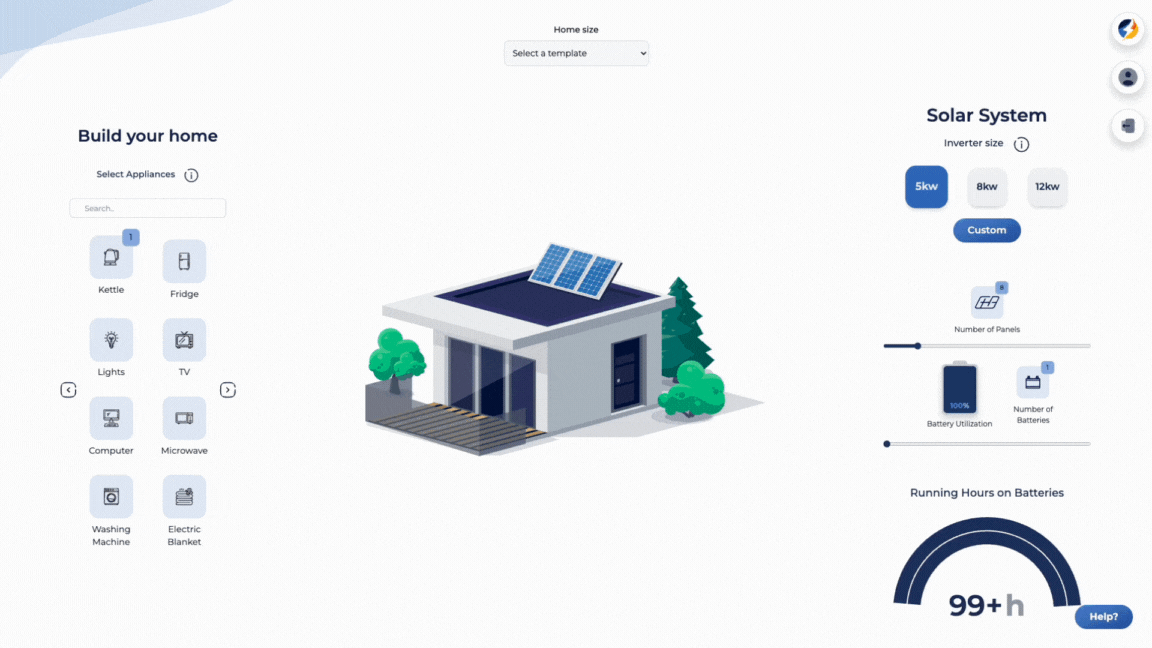 Home size
Select a template
Build your home
Select Appliances
Search..
1
Kettle
Fridge
Lights
TV
Computer
Microwave
Washing
Machine
Electric
Blanket
Solar System
Inverter size
5kw
8kw
12kw
Custom
8
Number of Panels
100%
Battery Utilization
1
Number of
Batteries
Running Hours on Batteries
99+h
Help?